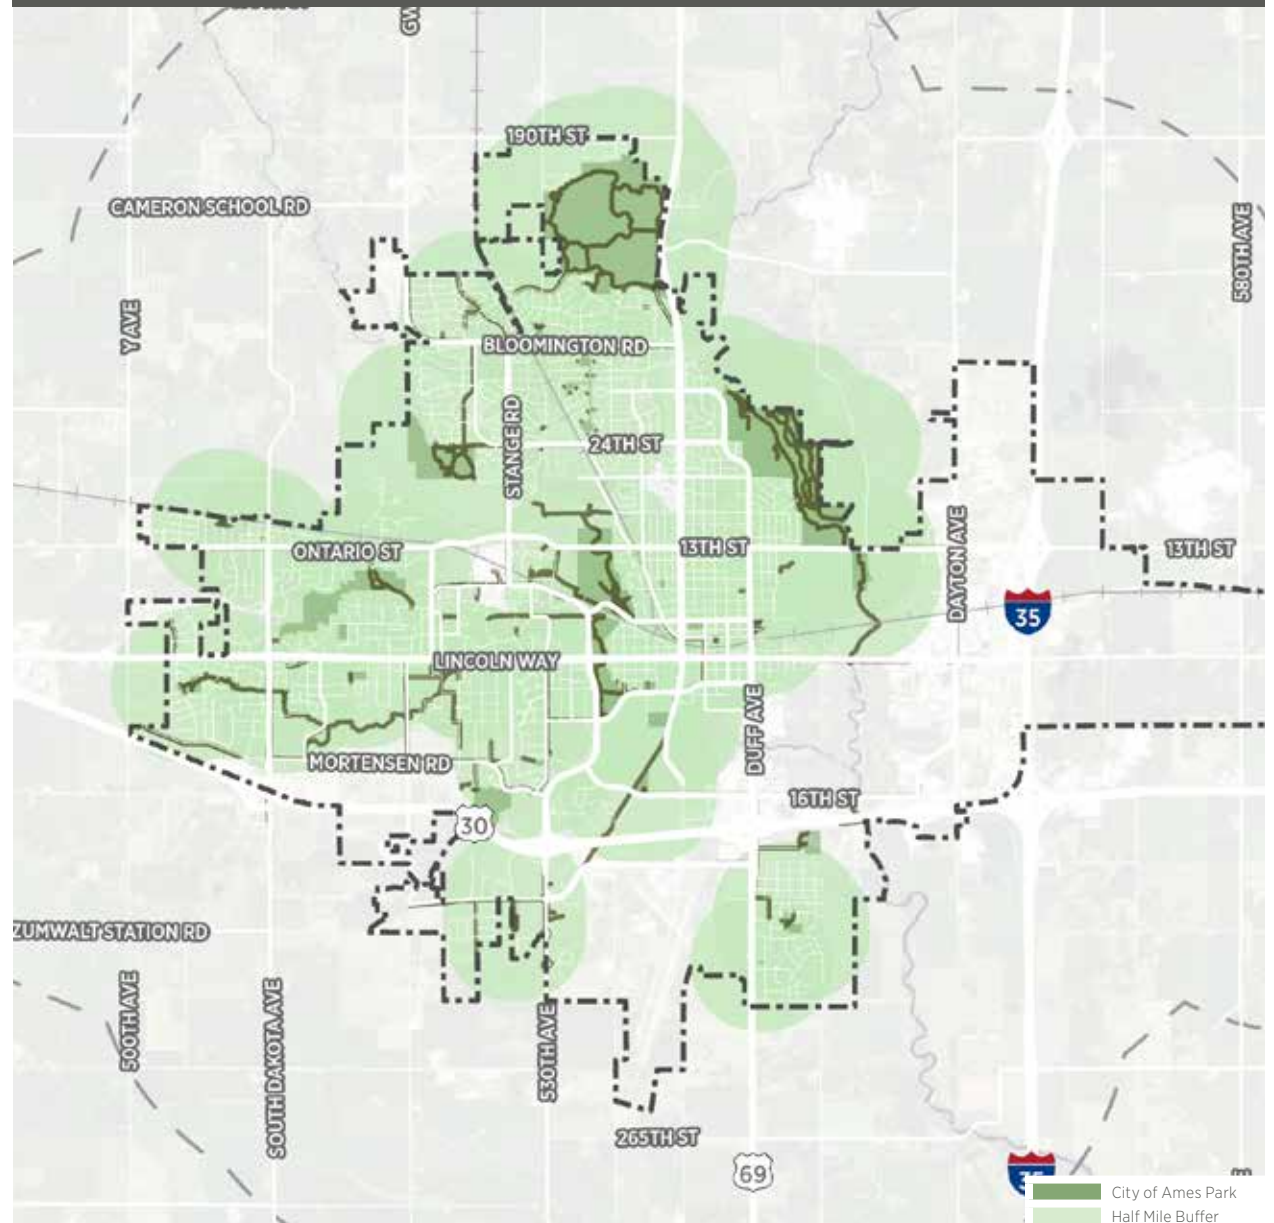 GW
190TH ST
CAMERON SCHOOL RD
580TH AVE
Y AVE
BLOOMINGTON RD
STANGE RD
24TH ST
DAYTON AVE
ONTARIO ST
13TH ST
13TH ST
35
LINCOLN WAY
DUFF AVE
MORTENSEN RD
16TH ST
30
ZUMWALT STATION RD
500TH AVE
SOUTH DAKOTA AVE
530TH AVE
265TH ST
69
City of Ames Park
Half Mile Buffer